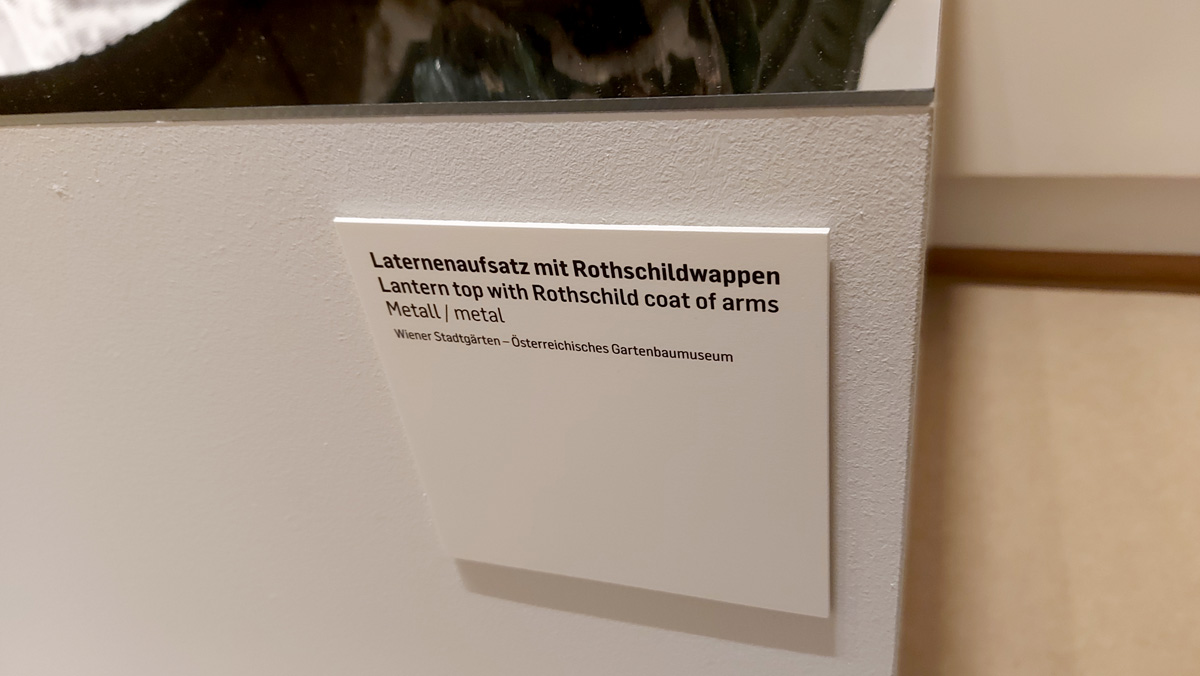 Laternenaufsatz mit Rothschildwappen
Lantern top with Rothschild coat of arms
Metall / metal
Wiener Stadtgärten – Österreichisches Gartenbaumuseum